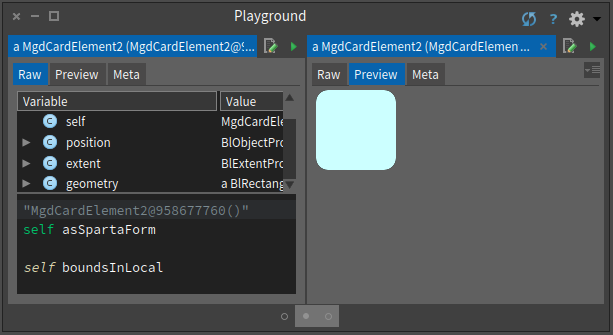 Playground
?
a MgdCardElement2 (MgdCardElement2@9...
Raw Preview Meta
Variable Value
C self MgdCardEle
C position BlObjectPro
C extent BlExtentPro
C geometry a BlRectang
"MgdCardElement2@958677760()"
self asSpartaForm
self boundsInLocal
a MgdCardElement2 (MgdCardElemen ...
Raw Preview Meta